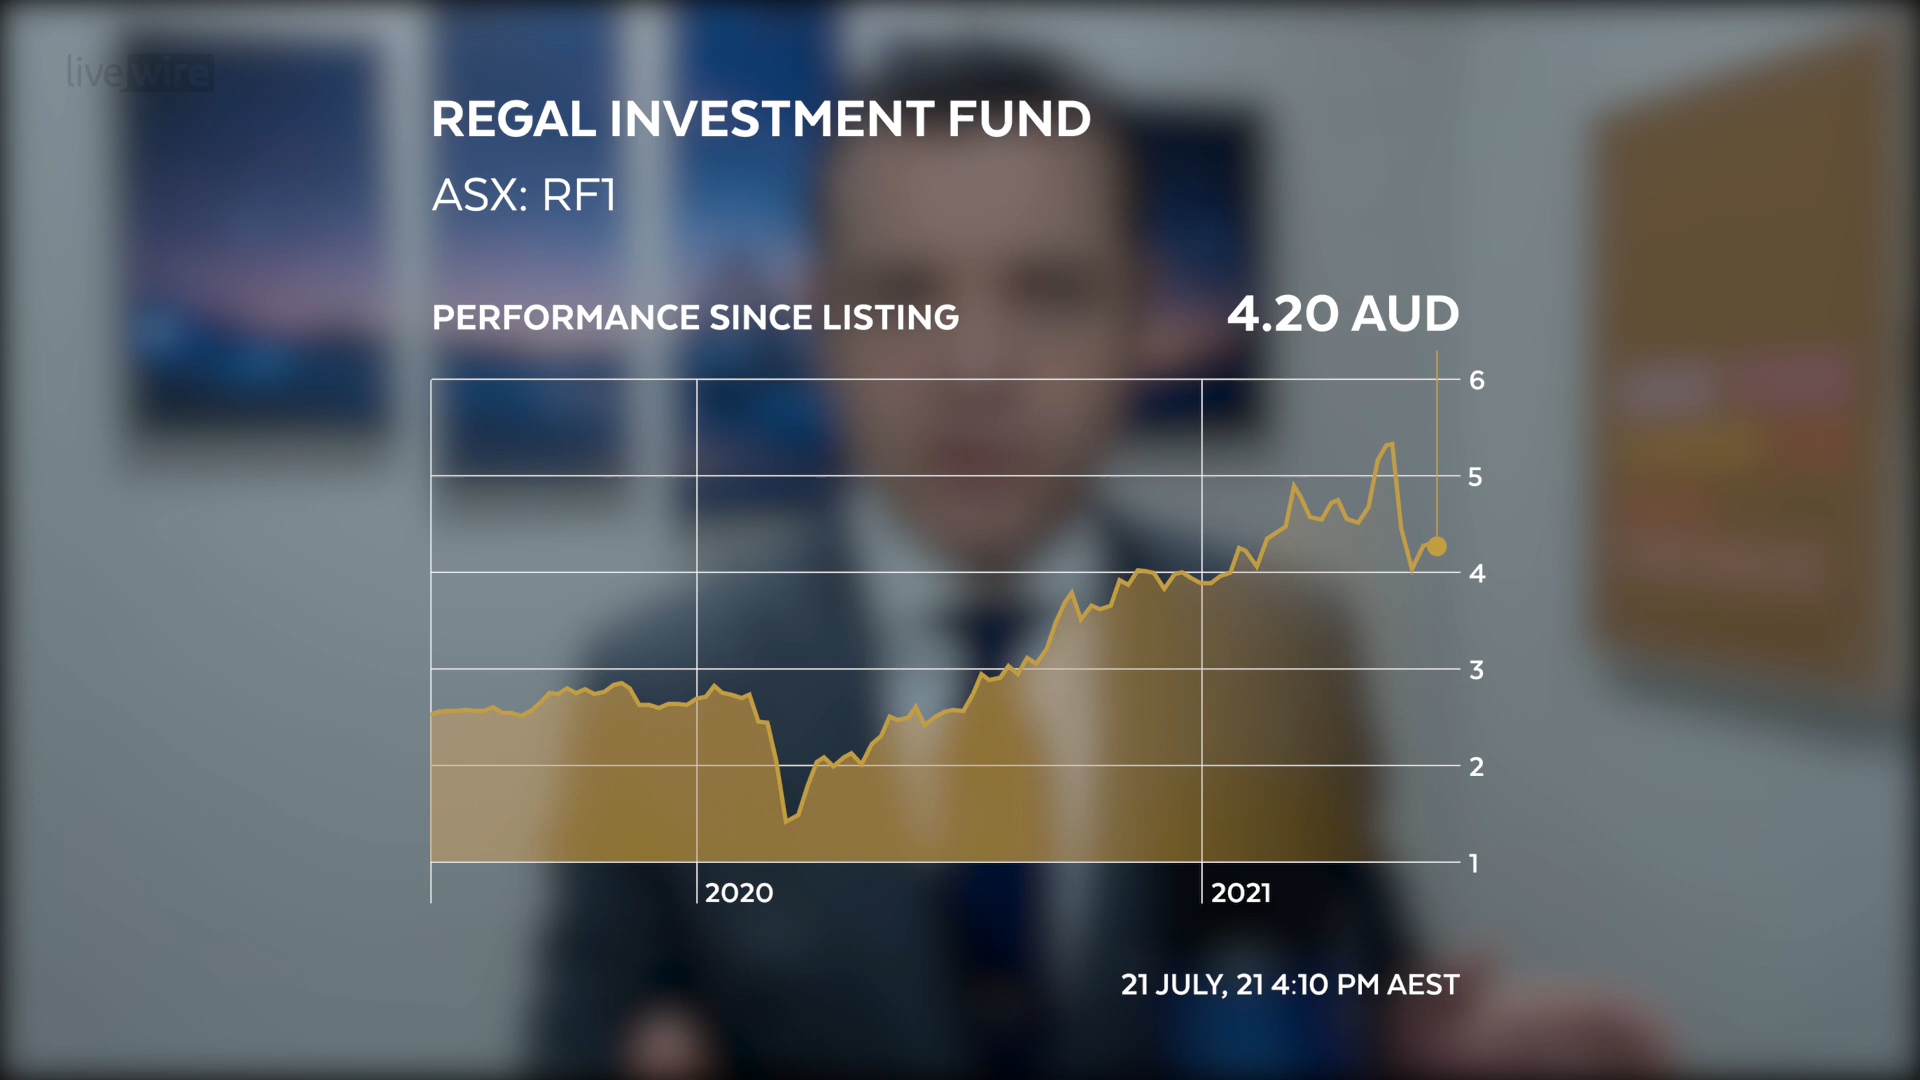 livewire
REGAL INVESTMENT FUND
ASX: RF1
PERFORMANCE SINCE LISTING
4.20 AUD
6
5
4
3
2
1
2020
2021
21 JULY, 21 4:10 PM AEST